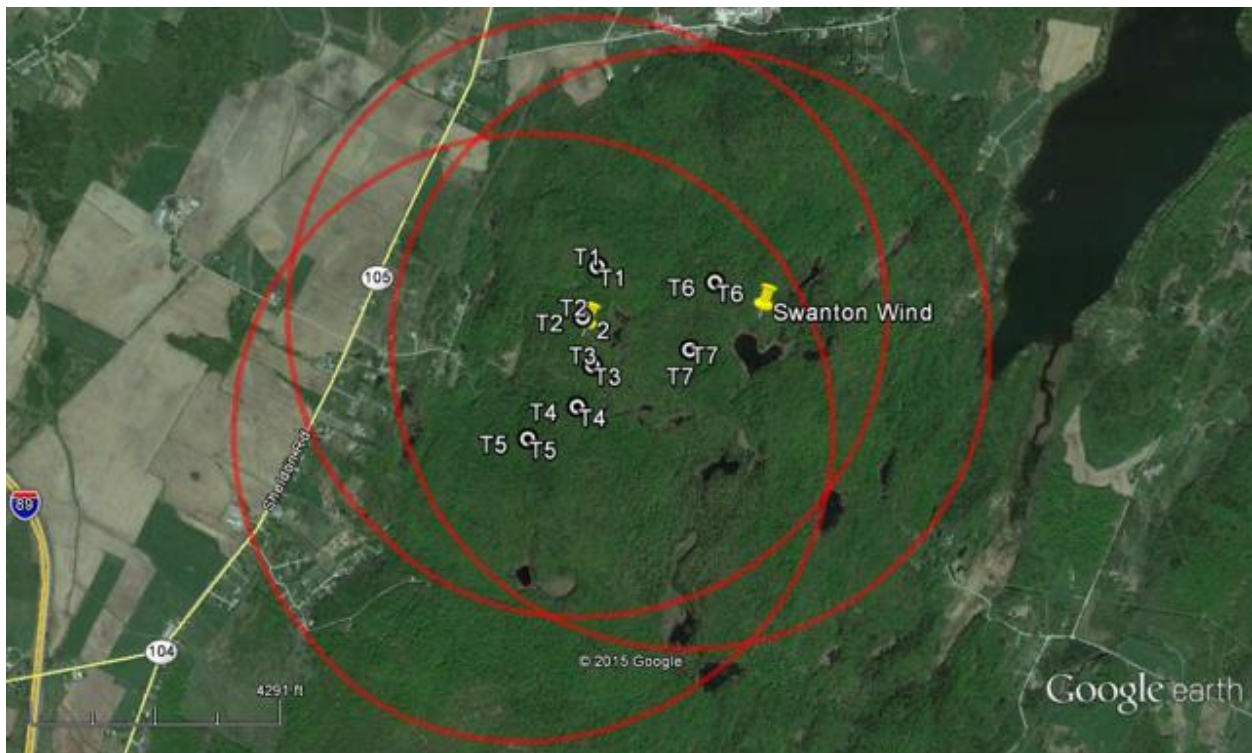 105
T1
T1
T6
T6
Swanton Wind
T2
T2
2
T3
T3
T7
T7
T4
T4
T5
T5
Sheldon Rd
89
104
© 2015 Google
4291 ft
Google earth